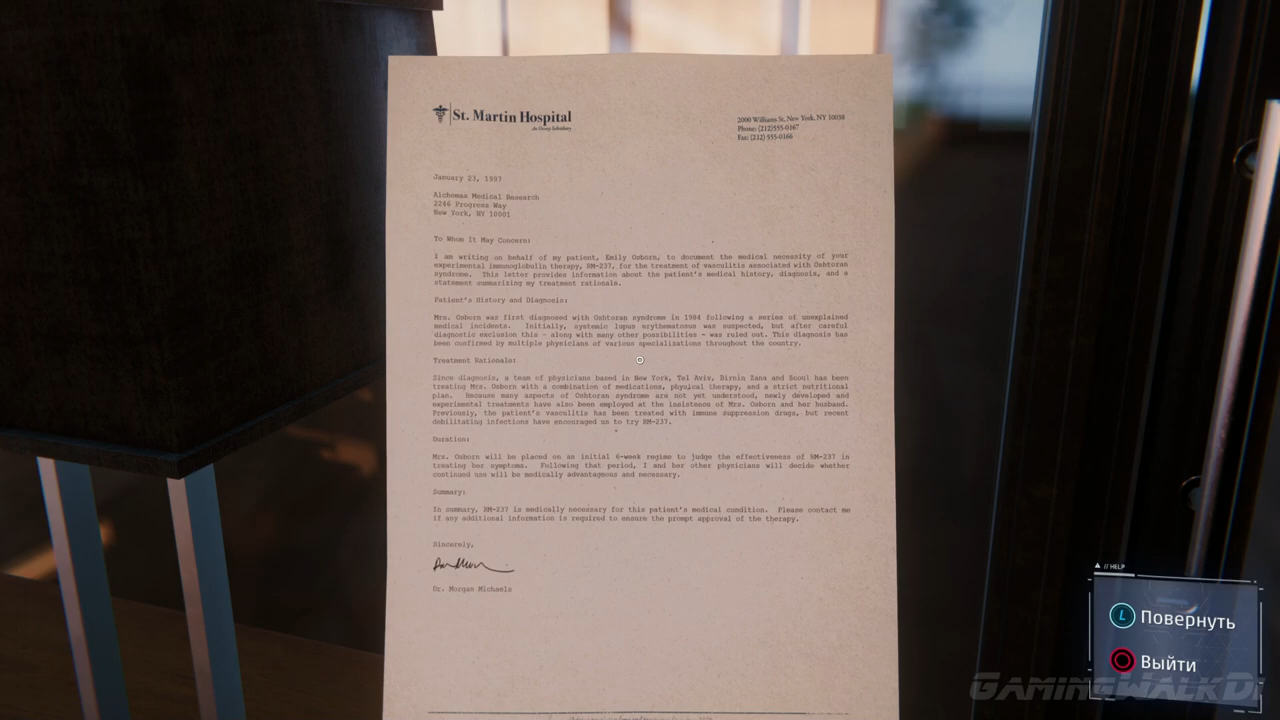 St. Martin Hospital
An Oscorp Subsidiary
2000 Williams St, New York, NY 10038
Phone: (212)555-0167
Fax: (212) 555-0166
January 23, 1997
Alchemax Medical Research
2246 Progress Way
New York, NY 10001
To Whom It May Concern:
I am writing on behalf of my patient, Emily Osborn, to document the medical necessity of your
experimental immunoglobulin therapy, RM-237, for the treatment of vasculitis associated with Oshtoran
syndrome. This letter provides information about the patient's medical history, diagnosis, and a
statement summarizing my treatment rationale.
Patient's History and Diagnosis:
Mrs. Osborn was first diagnosed with Oshtoran syndrome in 1984 following a series of unexplained
medical incidents. Initially, systemic lupus erythematosus was suspected, but after careful
diagnostic exclusion this - along with many other possibilities - was ruled out. This diagnosis has
been confirmed by multiple physicians of various specializations throughout the country.
Treatment Rationale:
Since diagnosis, a team of physicians based in New York, Tel Aviv, Birnin Zana and Seoul has been
treating Mrs. Osborn with a combination of medications, physical therapy, and a strict nutritional
plan. Because many aspects of Oshtoran syndrome are not yet understood, newly developed and
experimental treatments have also been employed at the insistence of Mrs. Osborn and her husband.
Previously, the patient's vasculitis has been treated with immune suppression drugs, but recent
debilitating infections have encouraged us to try RM-237.
Duration:
Mrs. Osborn will be placed on an initial 6-week regime to judge the effectiveness of RM-237 in
treating her symptoms. Following that period, I and her other physicians will decide whether
continued use will be medically advantageous and necessary.
Summary:
In summary, RM-237 is medically necessary for this patient's medical condition. Please contact me
if any additional information is required to ensure the prompt approval of the therapy.
Sincerely,
Dr. Morgan Michaels
// HELP
L Повернуть
Выйти
GamingWalkDi